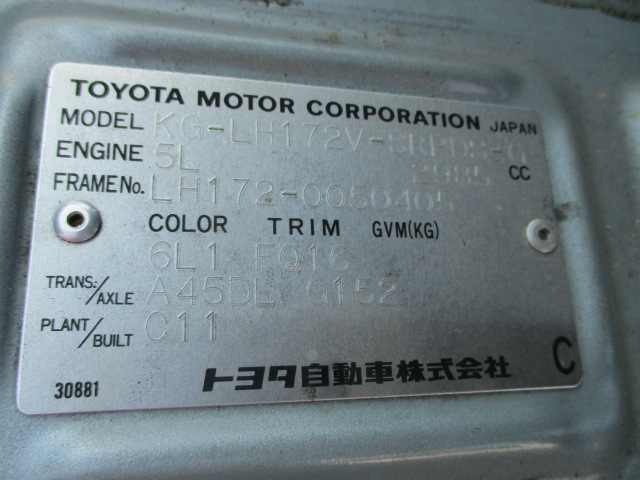 TOYOTA MOTOR CORPORATION JAPAN
MODEL KG-LH172V-SRPDS-Q
ENGINE 5L 2985 CC
FRAME No. LH172-0050405
COLOR TRIM GVM(KG)
6L1 FQ16
TRANS./AXLE A45DL G152
PLANT/BUILT C11
トヨタ自動車株式会社 C
30881